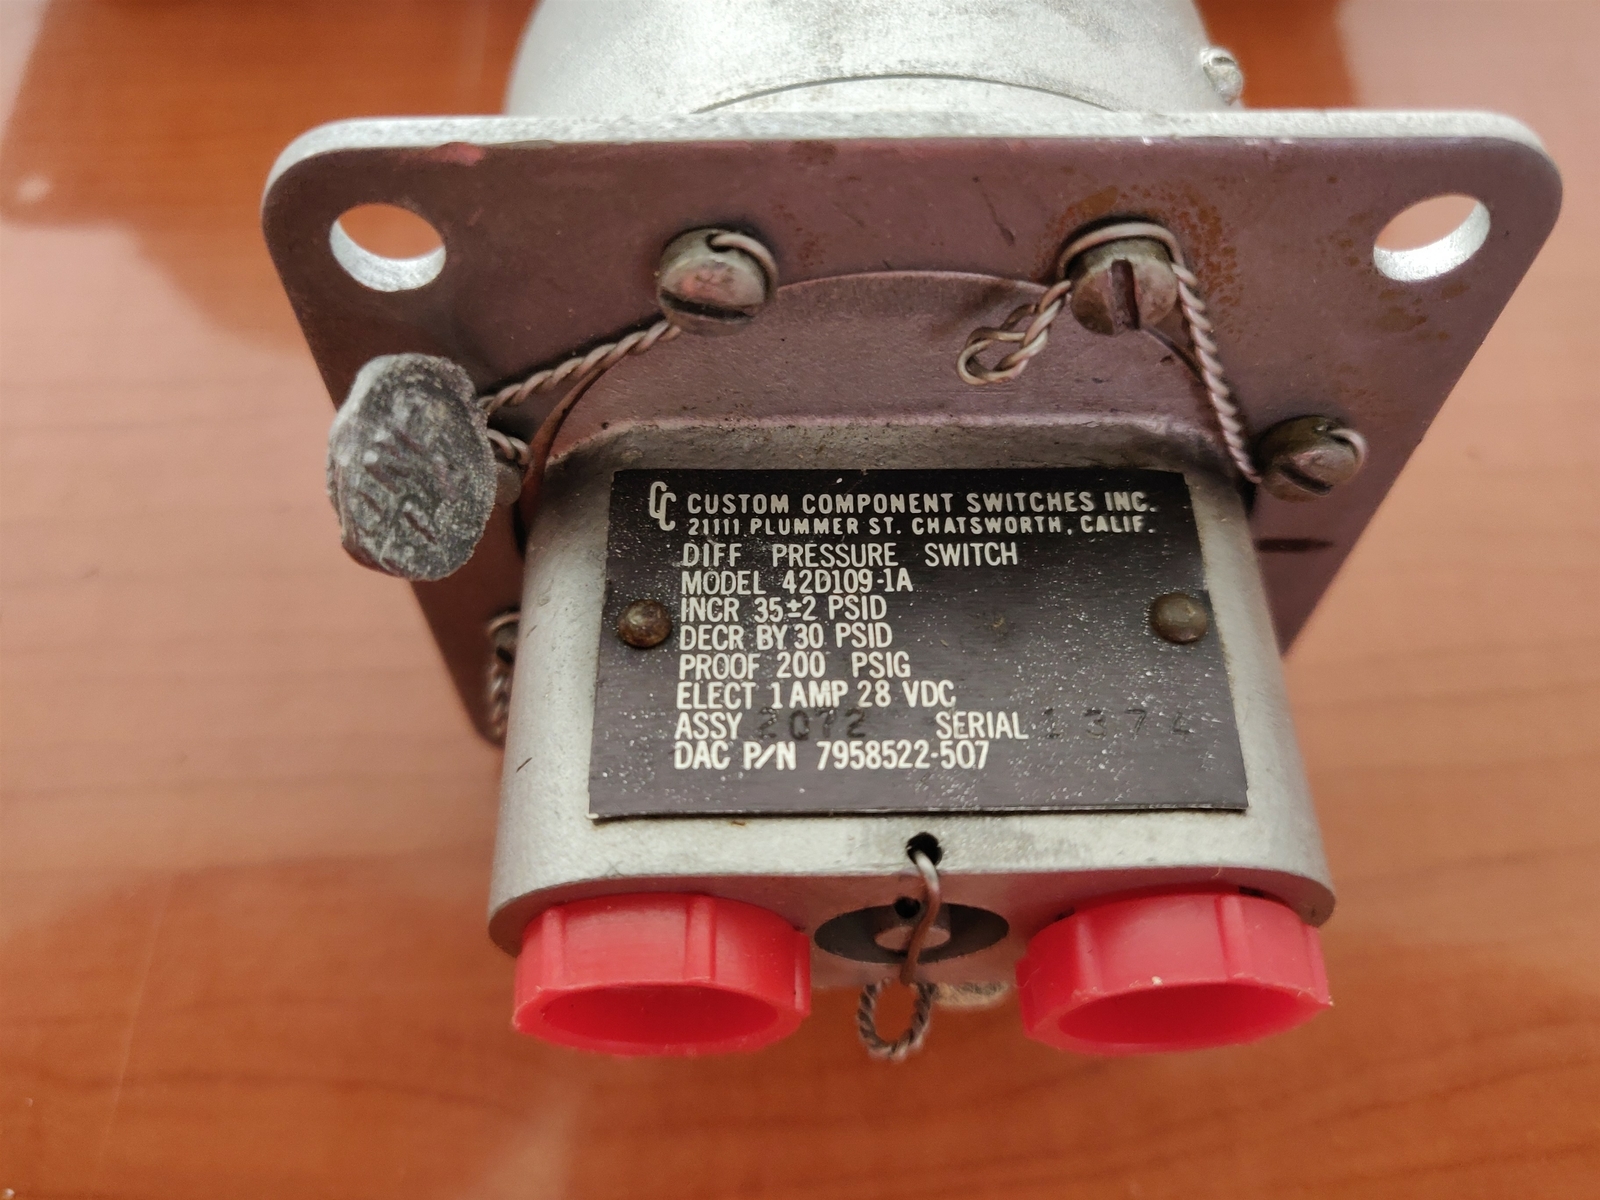 CC CUSTOM COMPONENT SWITCHES INC.
21111 PLUMMER ST. CHATSWORTH, CALIF.
DIFF PRESSURE SWITCH
MODEL 42D109-1A
INCR 35±2 PSID
DECR BY 30 PSID
PROOF 200 PSIG
ELECT 1 AMP 28 VDC
ASSY 2Q72 SERIAL
DAC P/N 7958522-507